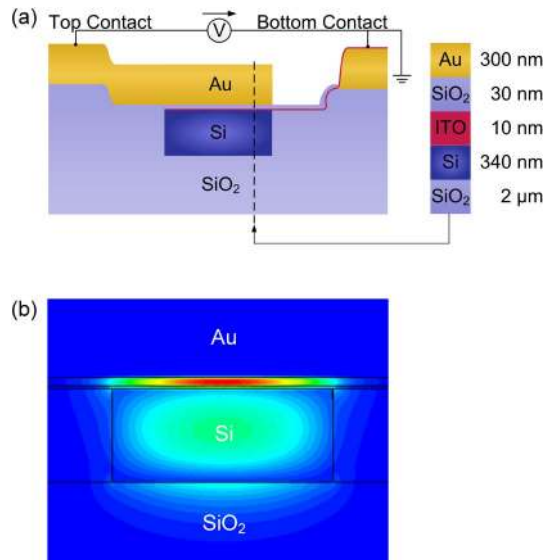 (a)
Top Contact
V
Bottom Contact
Au
Si
SiO₂
Au 300 nm
SiO₂ 30 nm
ITO 10 nm
Si 340 nm
SiO₂ 2 μm
(b)
Au
Si
SiO₂